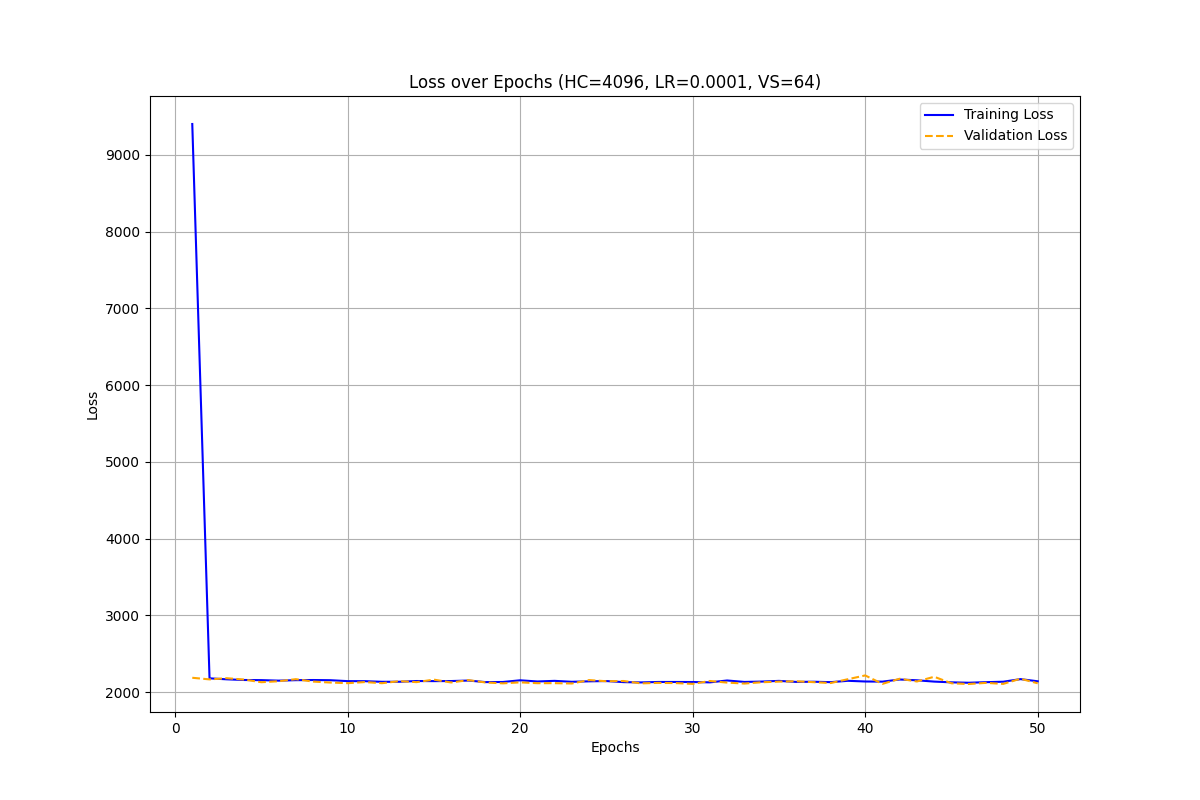 Loss over Epochs (HC=4096, LR=0.0001, VS=64)
Training Loss
Validation Loss
9000
8000
7000
6000
5000
4000
3000
2000
Loss
0 10 20 30 40 50
Epochs